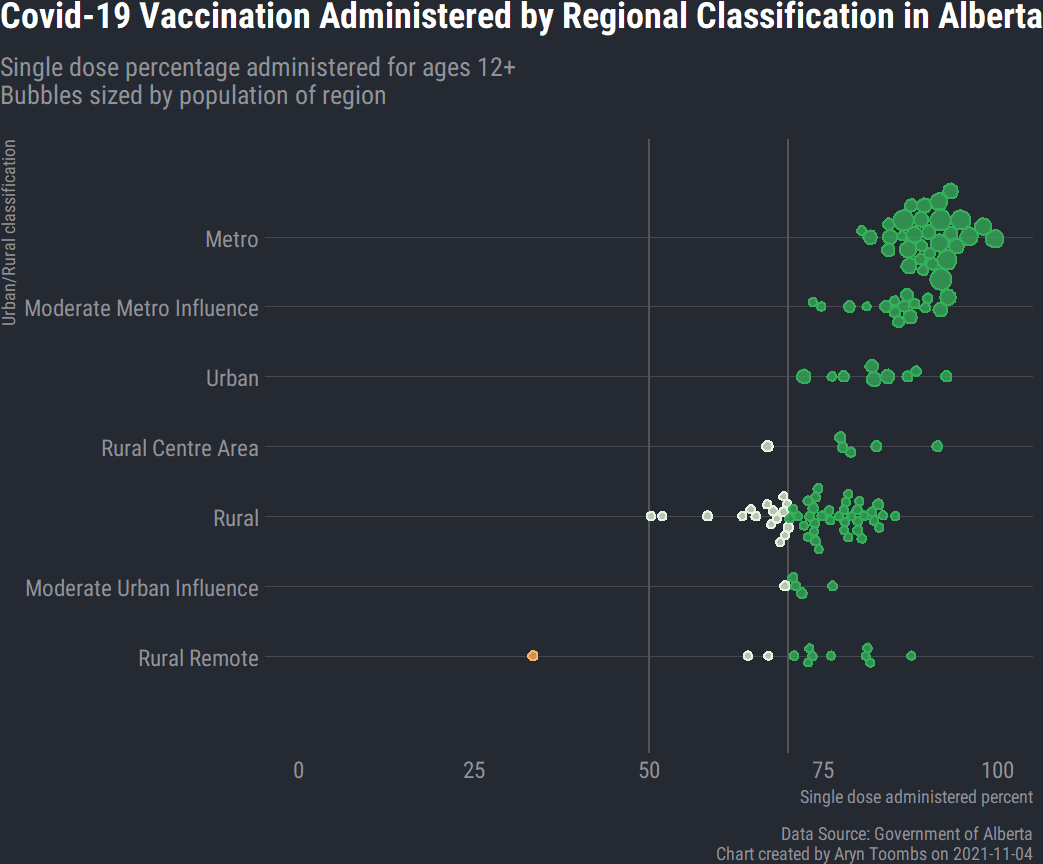 Covid-19 Vaccination Administered by Regional Classification in Alberta
Single dose percentage administered for ages 12+
Bubbles sized by population of region
Urban/Rural classification
Metro
Moderate Metro Influence
Urban
Rural Centre Area
Rural
Moderate Urban Influence
Rural Remote
0 25 50 75 100
Single dose administered percent
Data Source: Government of Alberta
Chart created by Aryn Toombs on 2021-11-04